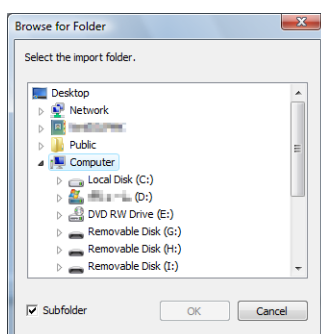 Browse for Folder
Select the import folder.
Desktop
Network
Public
Computer
Local Disk (C:)
(D:)
DVD RW Drive (E:)
Removable Disk (G:)
Removable Disk (H:)
Removable Disk (I:)
Subfolder
OK
Cancel